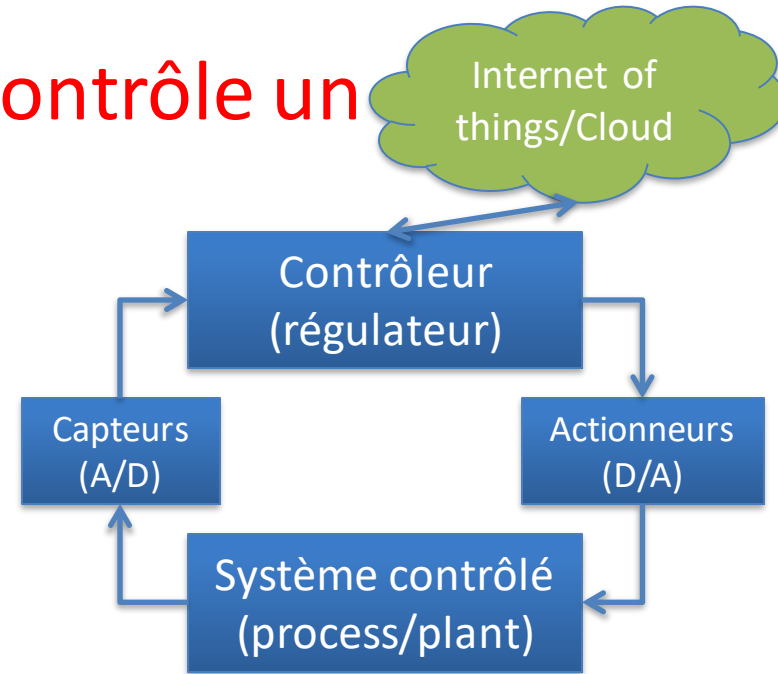 ontrôle un
Internet of
things/Cloud
Contrôleur
(régulateur)
Capteurs
(A/D)
Actionneurs
(D/A)
Système contrôlé
(process/plant)